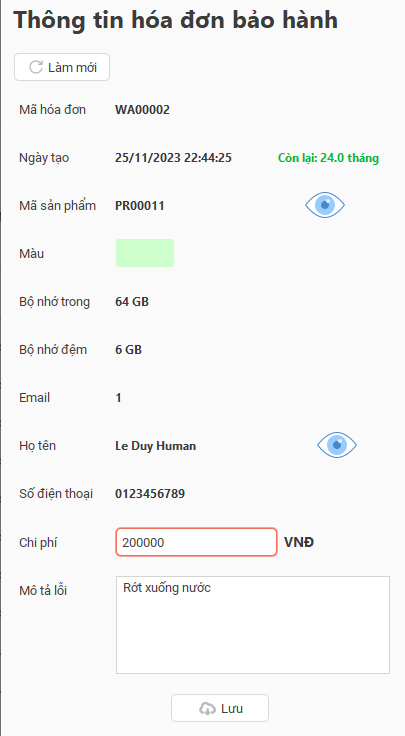 Thông tin hóa đơn bảo hành
Làm mới
Mã hóa đơn WA00002
Ngày tạo 25/11/2023 22:44:25 Còn lại: 24.0 tháng
Mã sản phẩm PR00011
Màu
Bộ nhớ trong 64 GB
Bộ nhớ đệm 6 GB
Email 1
Họ tên Le Duy Human
Số điện thoại 0123456789
Chi phí 200000 VNĐ
Mô tả lỗi Rớt xuống nước
Lưu